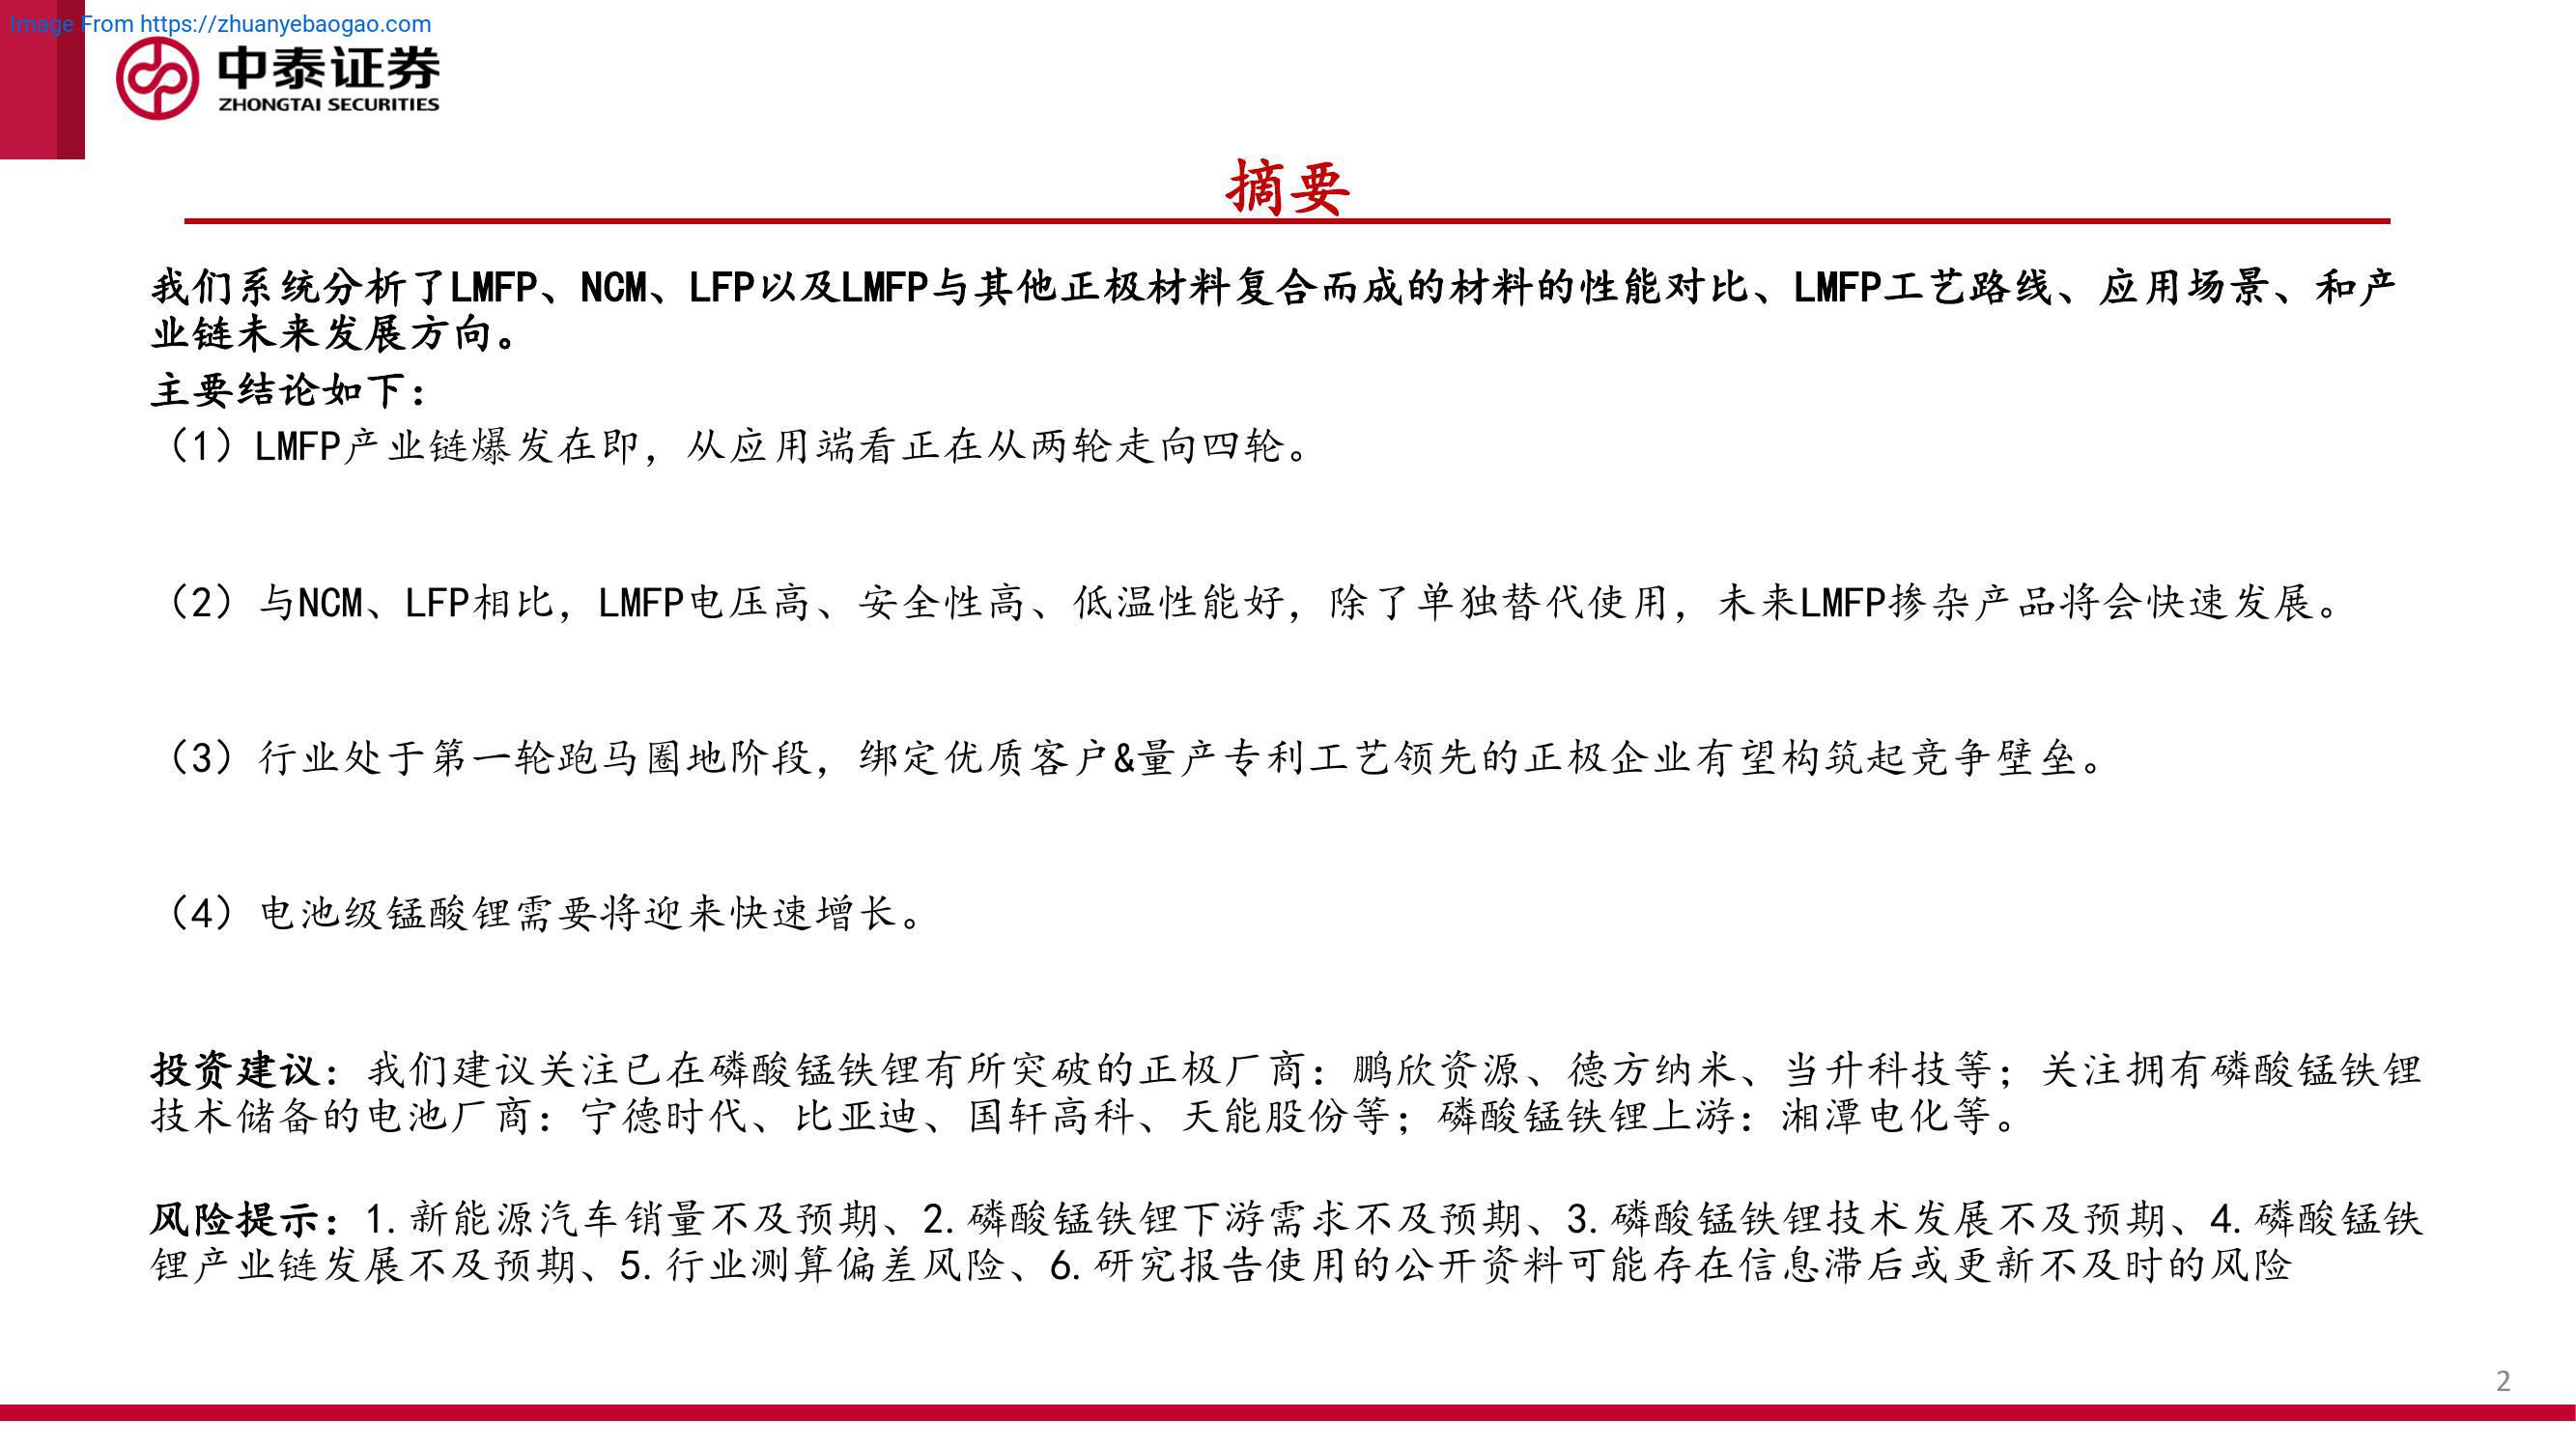 Image From https://zhuanyebaogao.com
中泰证券
ZHONGTAI SECURITIES
摘要
我们系统分析了LMFP、NCM、LFP以及LMFP与其他正极材料复合而成的材料的性能对比、LMFP工艺路线、应用场景、和产
业链未来发展方向。
主要结论如下：
（1）LMFP产业链爆发在即，从应用端看正在从两轮走向四轮。
（2）与NCM、LFP相比，LMFP电压高、安全性高、低温性能好，除了单独替代使用，未来LMFP掺杂产品将会快速发展。
（3）行业处于第一轮跑马圈地阶段，绑定优质客户&量产专利工艺领先的正极企业有望构筑起竞争壁垒。
（4）电池级锰酸锂需要将迎来快速增长。
投资建议：我们建议关注已在磷酸锰铁锂有所突破的正极厂商：鹏欣资源、德方纳米、当升科技等；关注拥有磷酸锰铁锂
技术储备的电池厂商：宁德时代、比亚迪、国轩高科、天能股份等；磷酸锰铁锂上游：湘潭电化等。
风险提示：1.新能源汽车销量不及预期、2.磷酸锰铁锂下游需求不及预期、3.磷酸锰铁锂技术发展不及预期、4.磷酸锰铁
锂产业链发展不及预期、5.行业测算偏差风险、6.研究报告使用的公开资料可能存在信息滞后或更新不及时的风险
2